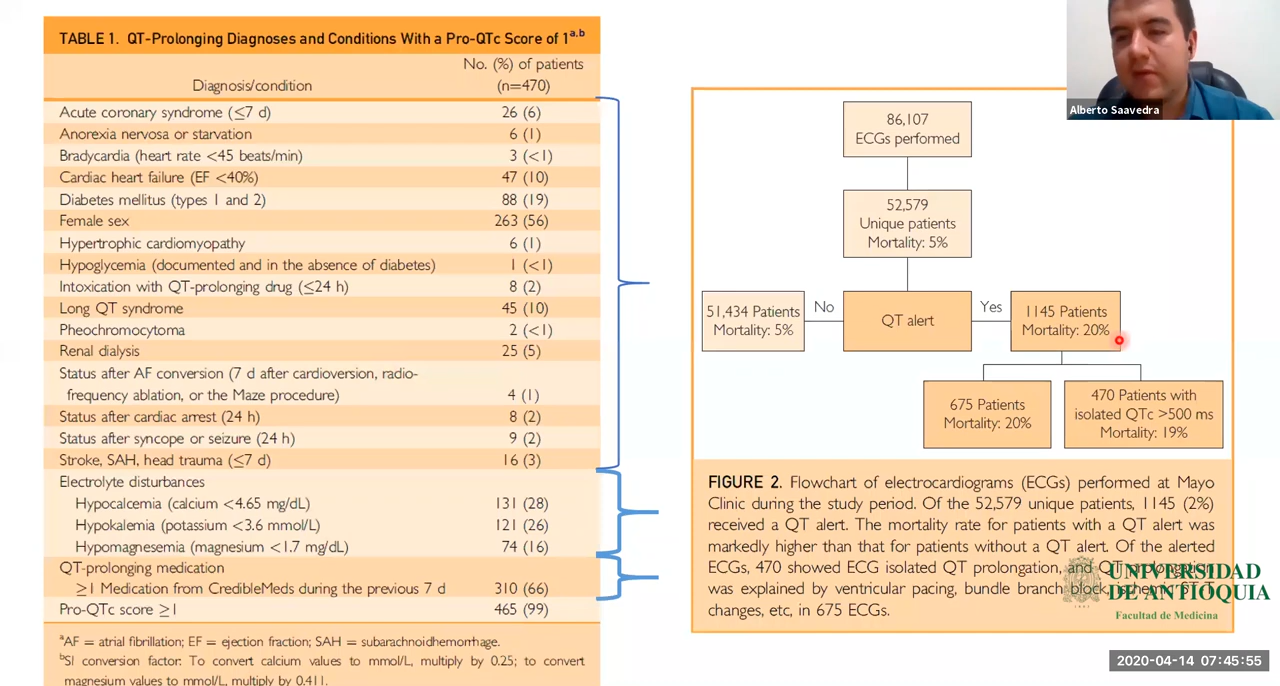 TABLE 1. QT-Prolonging Diagnoses and Conditions With a Pro-QTc Score of 1a,b
No. (%) of patients
Diagnosis/condition (n=470)
Acute coronary syndrome (≤7 d) 26 (6)
Anorexia nervosa or starvation 6 (1)
Bradycardia (heart rate <45 beats/min) 3 (<1)
Cardiac heart failure (EF <40%) 47 (10)
Diabetes mellitus (types 1 and 2) 88 (19)
Female sex 263 (56)
Hypertrophic cardiomyopathy 6 (1)
Hypoglycemia (documented and in the absence of diabetes) 1 (<1)
Intoxication with QT-prolonging drug (≤24 h) 8 (2)
Long QT syndrome 45 (10)
Pheochromocytoma 2 (<1)
Renal dialysis 25 (5)
Status after AF conversion (7 d after cardioversion, radio-
frequency ablation, or the Maze procedure) 4 (1)
Status after cardiac arrest (24 h) 8 (2)
Status after syncope or seizure (24 h) 9 (2)
Stroke, SAH, head trauma (≤7 d) 16 (3)
Electrolyte disturbances
Hypocalcemia (calcium <4.65 mg/dL) 131 (28)
Hypokalemia (potassium <3.6 mmol/L) 121 (26)
Hypomagnesemia (magnesium <1.7 mg/dL) 74 (16)
QT-prolonging medication
≥1 Medication from CredibleMeds during the previous 7 d 310 (66)
Pro-QTc score ≥1 465 (99)
aAF = atrial fibrillation; EF = ejection fraction; SAH = subarachnoidhemorrhage.
bSI conversion factor: To convert calcium values to mmol/L, multiply by 0.25; to convert
magnesium values to mmol/L, multiply by 0.411.
Alberto Saavedra
86,107
ECGs performed
52,579
Unique patients
Mortality: 5%
51,434 Patients
Mortality: 5%
No
QT alert
Yes
1145 Patients
Mortality: 20%
675 Patients
Mortality: 20%
470 Patients with
isolated QTc >500 ms
Mortality: 19%
FIGURE 2. Flowchart of electrocardiograms (ECGs) performed at Mayo
Clinic during the study period. Of the 52,579 unique patients, 1145 (2%)
received a QT alert. The mortality rate for patients with a QT alert was
markedly higher than that for patients without a QT alert. Of the alerted
ECGs, 470 showed ECG isolated QT prolongation, and QT
was explained by ventricular pacing, bundle branch block,
changes, etc, in 675 ECGs.
UNIVERSIDAD
DE ANTIOQUIA
Facultad de Medicina
2020-04-14 07:45:55